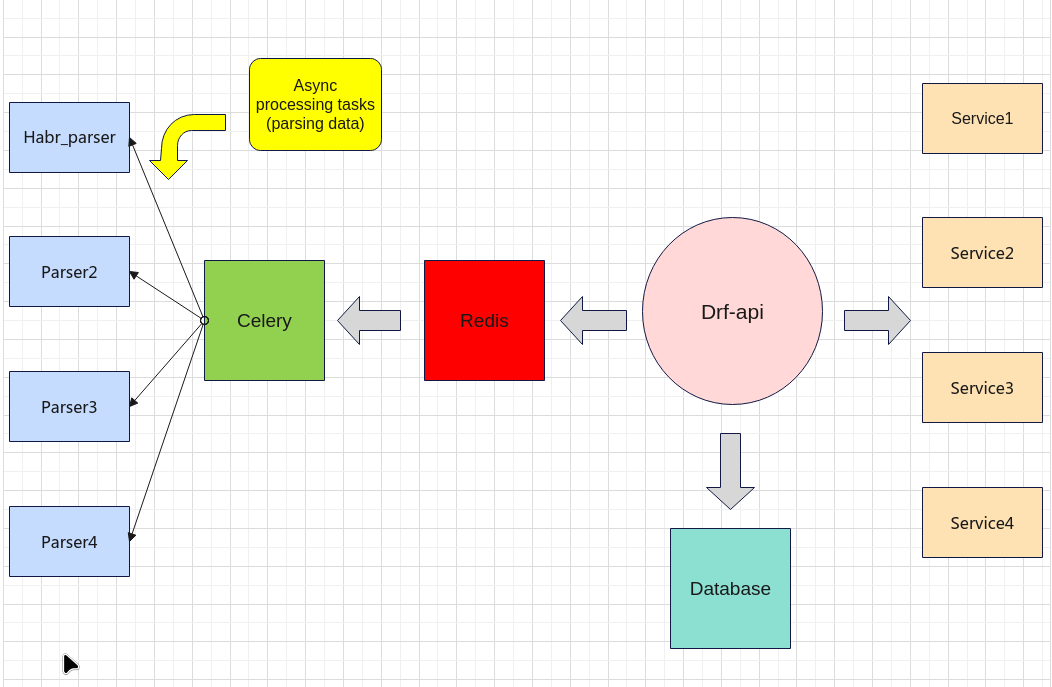 Async
processing tasks
(parsing data)
Habr_parser
Parser2
Parser3
Parser4
Celery
Redis
Drf-api
Database
Service1
Service2
Service3
Service4